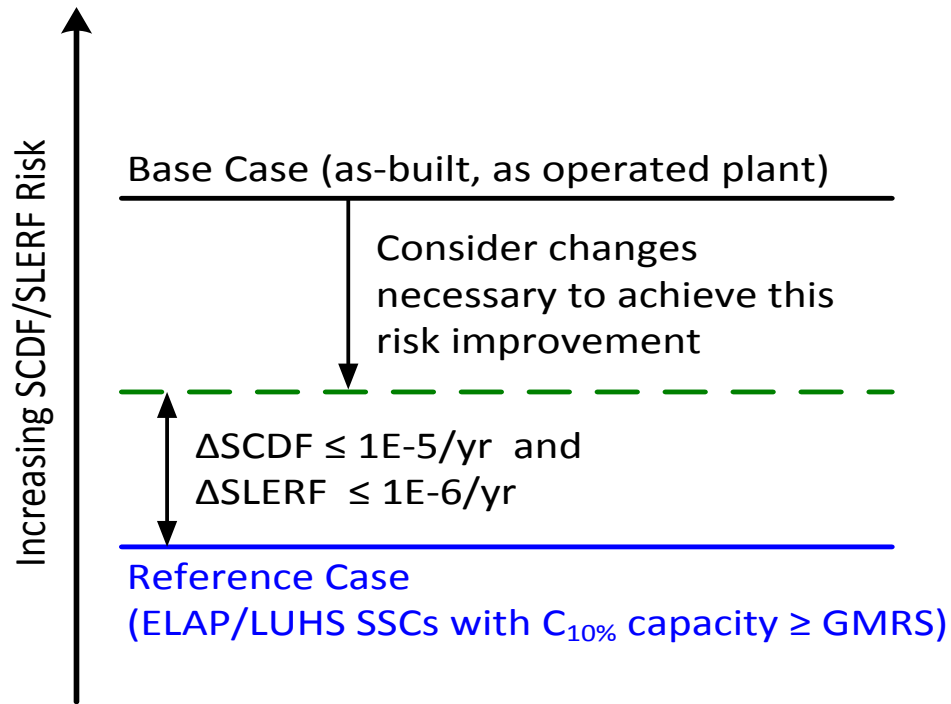 Increasing SCDF/SLERF Risk
Base Case (as-built, as operated plant)
Consider changes
necessary to achieve this
risk improvement
ΔSCDF ≤ 1E-5/yr and
ΔSLERF ≤ 1E-6/yr
Reference Case
(ELAP/LUHS SSCs with C10% capacity ≥ GMRS)